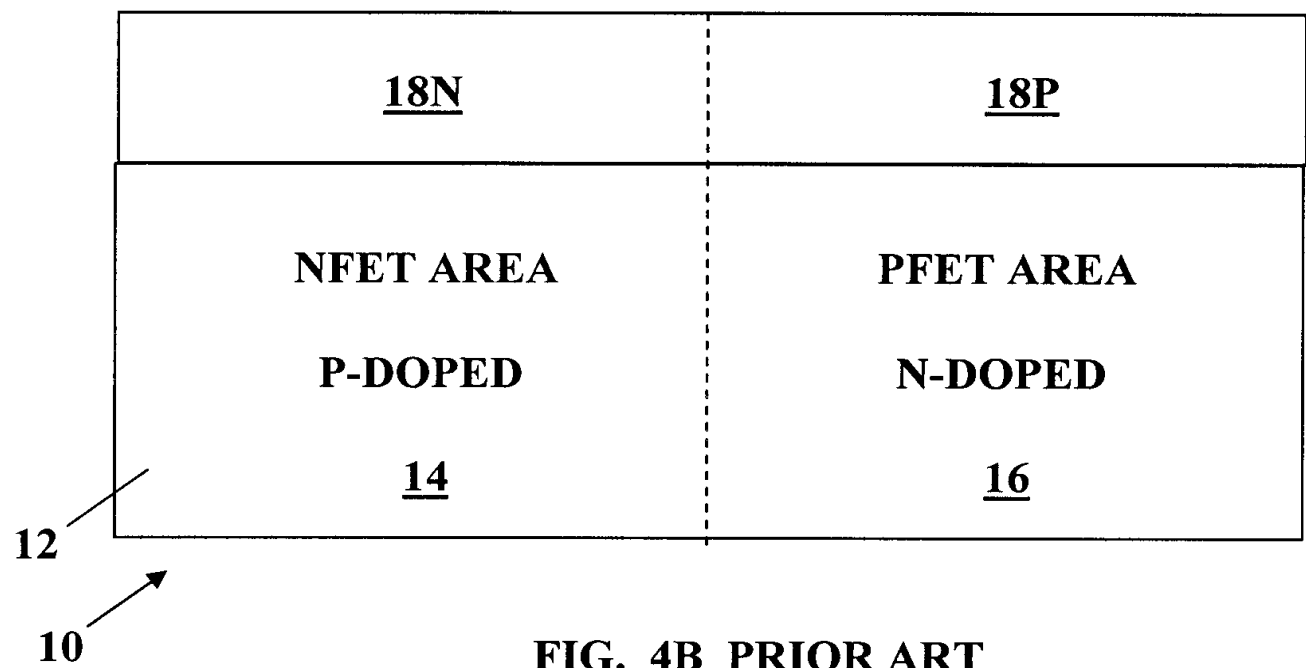 18N 18P
NFET AREA PFET AREA
P-DOPED N-DOPED
14 16
12
10
FIG. 4B PRIOR ART